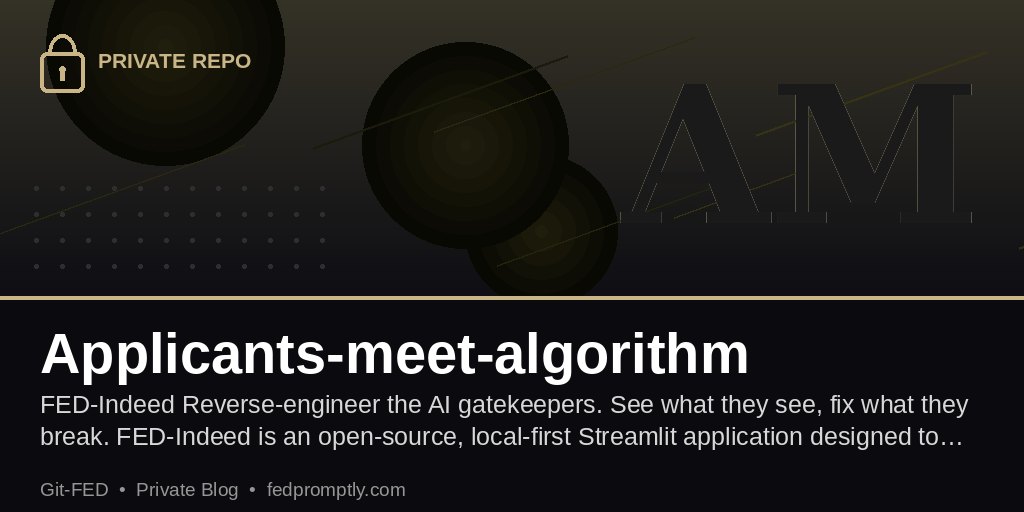 PRIVATE REPO
AM
Applicants-meet-algorithm
FED-Indeed Reverse-engineer the AI gatekeepers. See what they see, fix what they
break. FED-Indeed is an open-source, local-first Streamlit application designed to…
Git-FED • Private Blog • fedpromptly.com